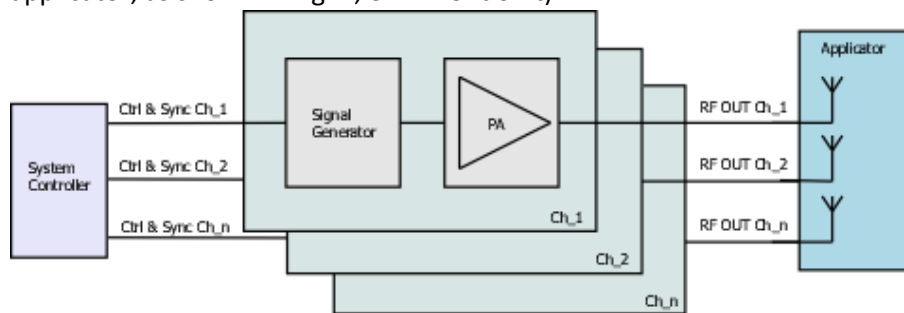 Ctrl & Sync Ch_1
Signal
Generator
PA
RF OUT Ch_1
Applicator
System
Controller
Ctrl & Sync Ch_2
RF OUT Ch_2
Ctrl & Sync Ch_n
RF OUT Ch_n
Ch_1
Ch_2
Ch_n